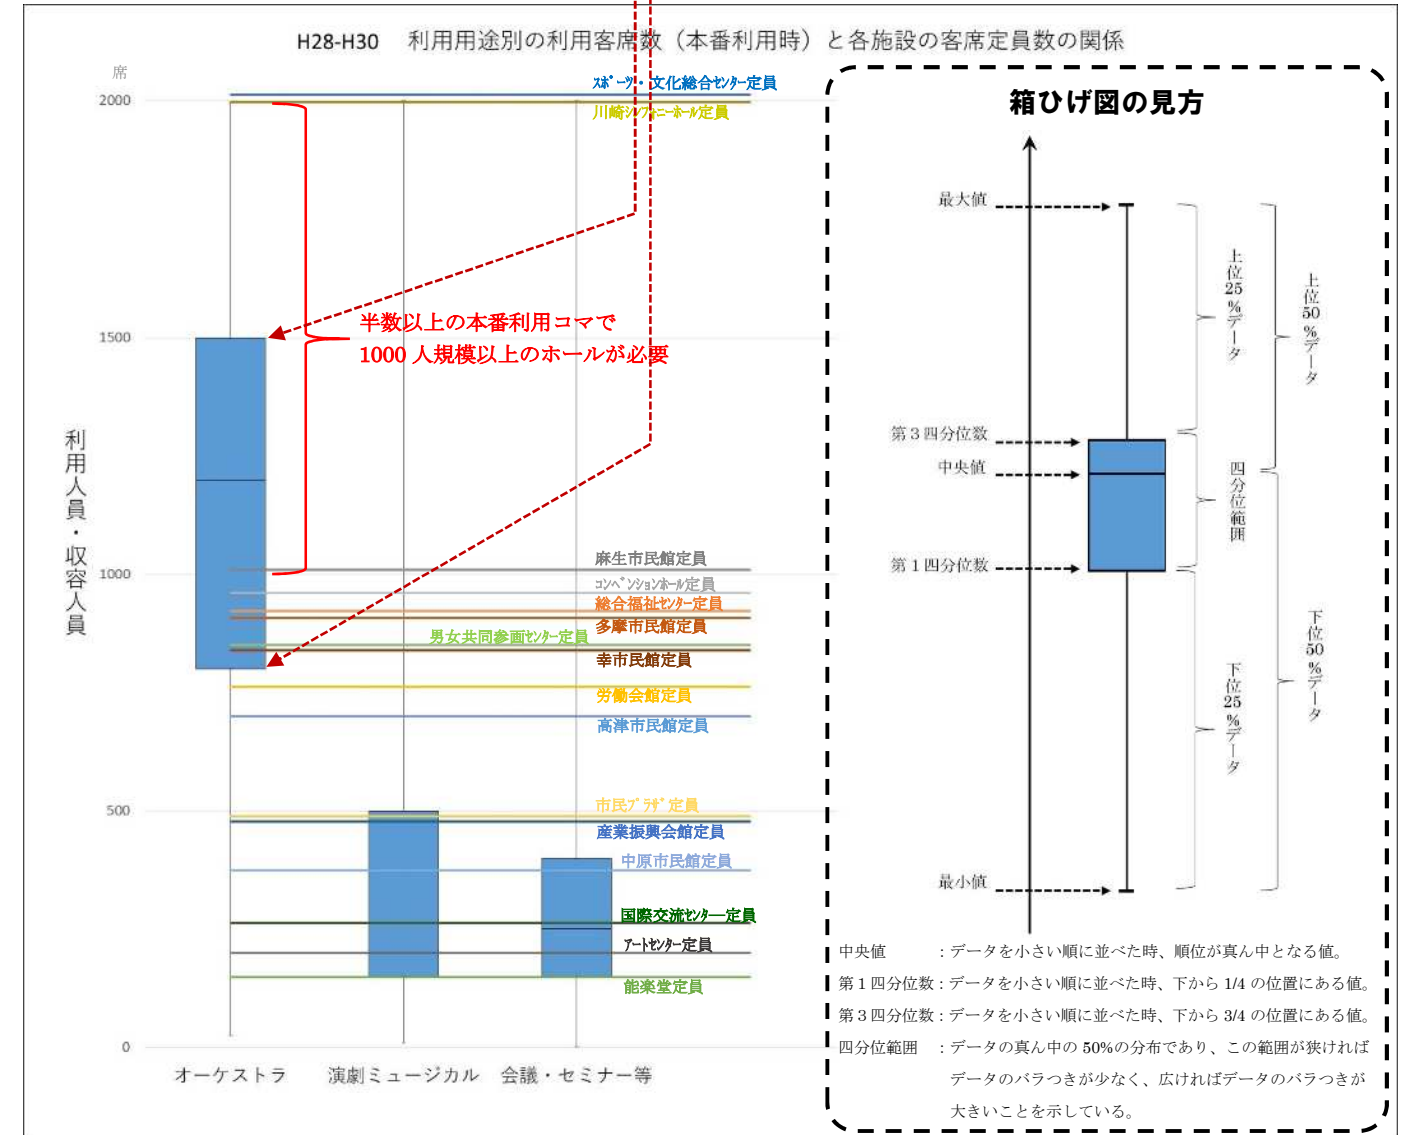 H28-H30 利用用途別の利用客席数（本番利用時）と各施設の客席定員数の関係
席
2000
1500
1000
500
0
利用人員・収容人員
ｽﾎﾟｰﾂ・文化総合ｾﾝﾀｰ定員
川崎ｼﾝﾌｫﾆｰﾎｰﾙ定員
半数以上の本番利用コマで
1000 人規模以上のホールが必要
麻生市民館定員
ｺﾝﾍﾞﾝｼｮﾝﾎｰﾙ定員
総合福祉ｾﾝﾀｰ定員
多摩市民館定員
男女共同参画ｾﾝﾀｰ定員
幸市民館定員
労働会館定員
高津市民館定員
市民ﾌﾟﾗｻﾞ定員
産業振興会館定員
中原市民館定員
国際交流ｾﾝﾀｰ定員
ｱｰﾄｾﾝﾀｰ定員
能楽堂定員
オーケストラ
演劇ミュージカル
会議・セミナー等
箱ひげ図の見方
最大値
第３四分位数
中央値
第１四分位数
最小値
上位25%データ
上位50%データ
四分位範囲
下位25%データ
下位50%データ
中央値 ：データを小さい順に並べた時、順位が真ん中となる値。
第１四分位数：データを小さい順に並べた時、下から 1/4 の位置にある値。
第３四分位数：データを小さい順に並べた時、下から 3/4 の位置にある値。
四分位範囲 ：データの真ん中の 50%の分布であり、この範囲が狭ければ
データのバラつきが少なく、広ければデータのバラつきが
大きいことを示している。